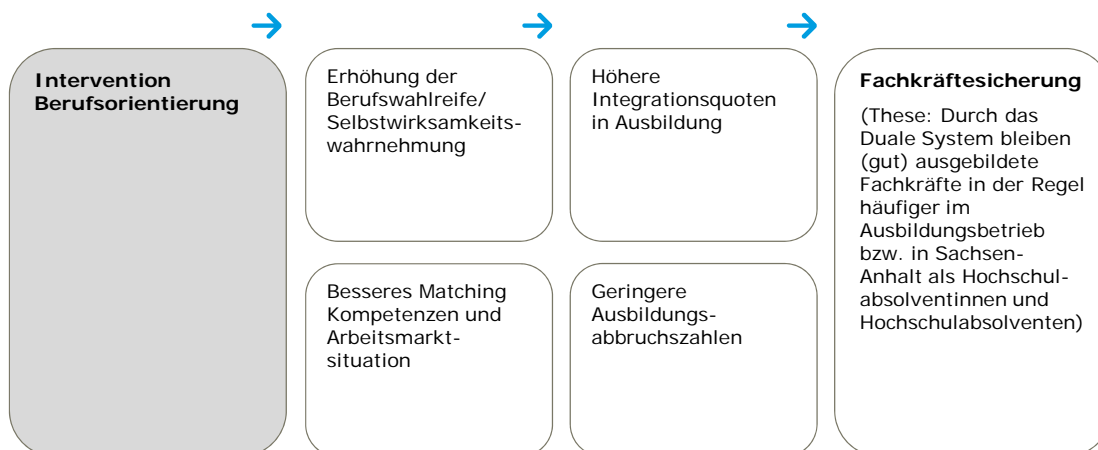 Intervention
Berufsorientierung
Erhöhung der
Berufswahlreife/
Selbstwirksamkeits-
wahrnehmung
Besseres Matching
Kompetenzen und
Arbeitsmarkt-
situation
Höhere
Integrationsquoten
in Ausbildung
Geringere
Ausbildungs-
abbruchszahlen
Fachkräftesicherung
(These: Durch das
Duale System bleiben
(gut) ausgebildete
Fachkräfte in der Regel
häufiger im
Ausbildungsbetrieb
bzw. in Sachsen-
Anhalt als Hochschul-
absolventinnen und
Hochschulabsolventen)